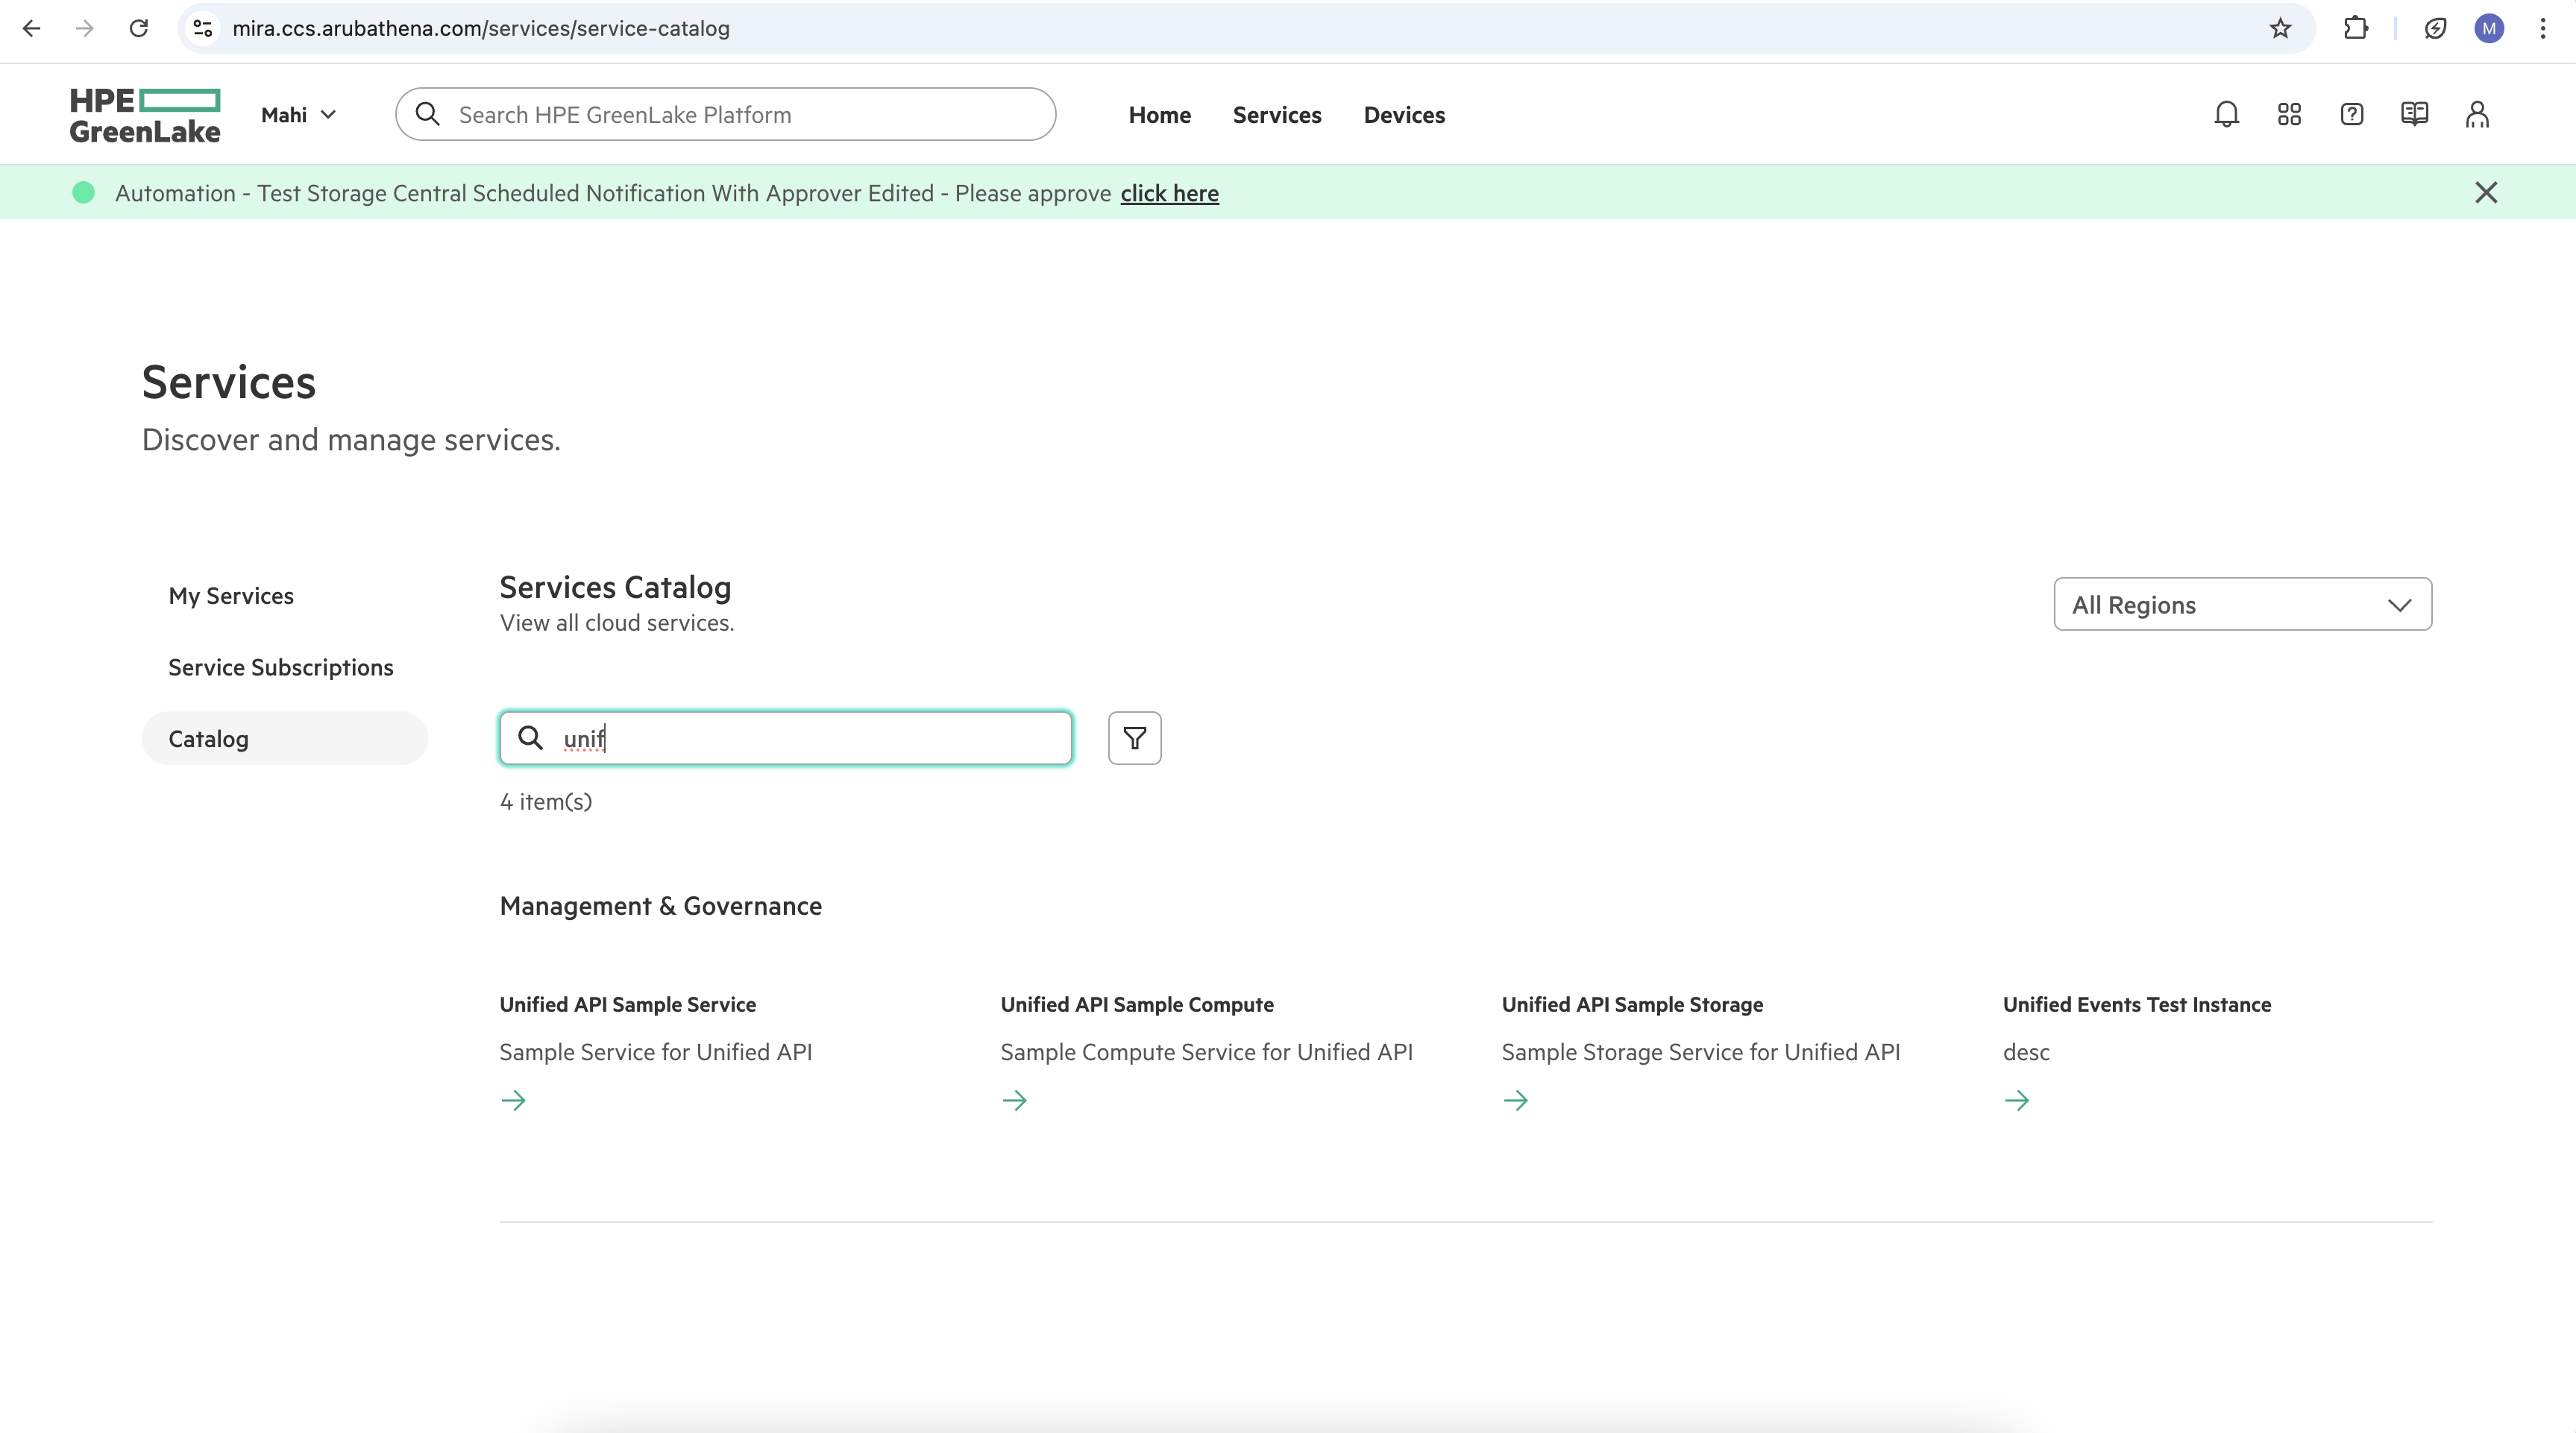 mira.ccs.arubathena.com/services/service-catalog
M
HPE
GreenLake
Mahi
Search HPE GreenLake Platform
Home
Services
Devices
Automation - Test Storage Central Scheduled Notification With Approver Edited - Please approve click here
Services
Discover and manage services.
My Services
Service Subscriptions
Catalog
Services Catalog
View all cloud services.
All Regions
unif
4 item(s)
Management & Governance
Unified API Sample Service
Sample Service for Unified API
Unified API Sample Compute
Sample Compute Service for Unified API
Unified API Sample Storage
Sample Storage Service for Unified API
Unified Events Test Instance
desc